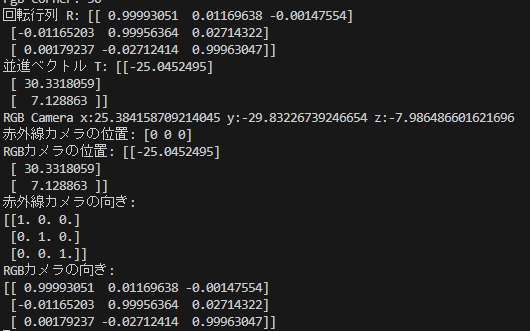 rgb corner: 50
回転行列 R: [[ 0.99993051  0.01169638 -0.00147554]
 [-0.01165203  0.99956364  0.02714322]
 [ 0.00179237 -0.02712414  0.99963047]]
並進ベクトル T: [[-25.0452495]
 [ 30.3318059]
 [  7.128863 ]]
RGB Camera x:25.384158709214045 y:-29.83226739246654 z:-7.986486601621696
赤外線カメラの位置: [0 0 0]
RGBカメラの位置: [[-25.0452495]
 [ 30.3318059]
 [  7.128863 ]]
赤外線カメラの向き:
[[1. 0. 0.]
 [0. 1. 0.]
 [0. 0. 1.]]
RGBカメラの向き:
[[ 0.99993051  0.01169638 -0.00147554]
 [-0.01165203  0.99956364  0.02714322]
 [ 0.00179237 -0.02712414  0.99963047]]